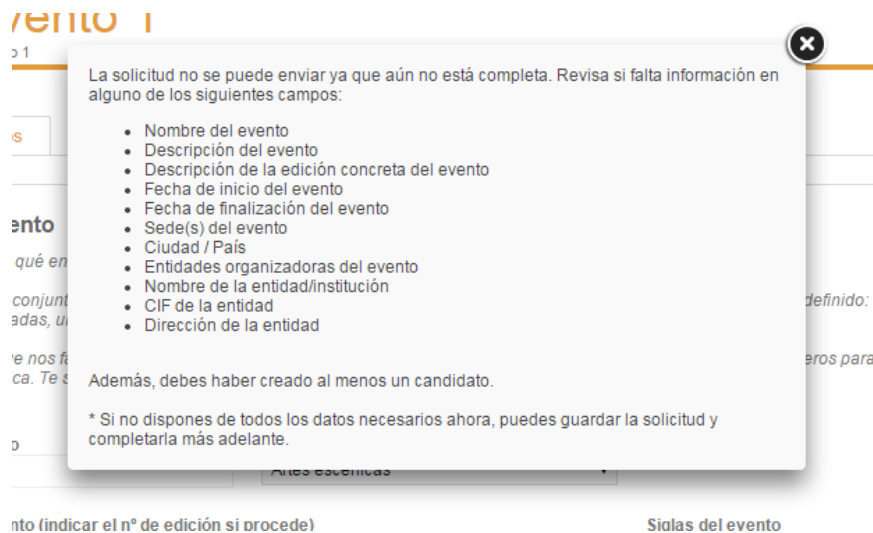 vento 1
o 1
La solicitud no se puede enviar ya que aún no está completa. Revisa si falta información en
alguno de los siguientes campos:
os
• Nombre del evento
• Descripción del evento
• Descripción de la edición concreta del evento
• Fecha de inicio del evento
• Fecha de finalización del evento
• Sede(s) del evento
• Ciudad / País
• Entidades organizadoras del evento
• Nombre de la entidad/institución
• CIF de la entidad
• Dirección de la entidad
ento
qué en
conjunt
definido:
adas, u
e nos fa
eros para
ca. Te s
Además, debes haber creado al menos un candidato.
* Si no dispones de todos los datos necesarios ahora, puedes guardar la solicitud y
completarla más adelante.
o
Artes escénicas
nto (indicar el nº de edición si procede)
Siglas del evento